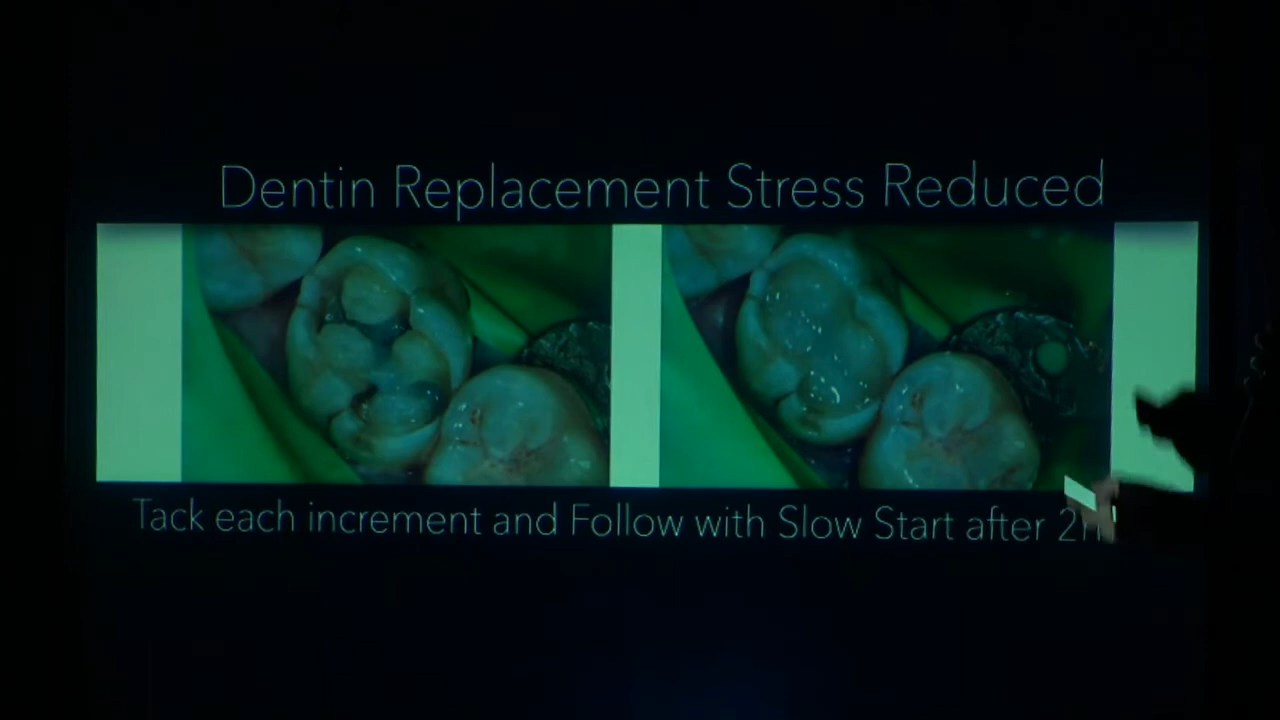 Dentin Replacement Stress Reduced
Tack each increment and Follow with Slow Start after